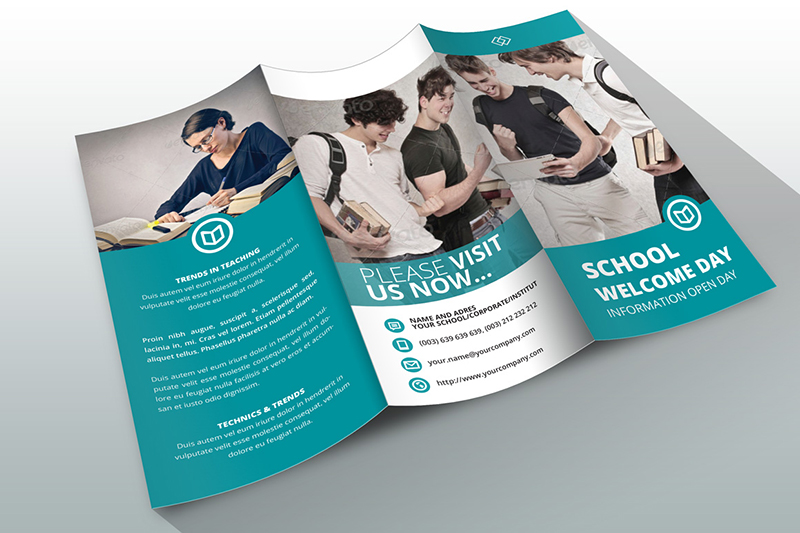 TRENDS IN TEACHING
Duis autem vel eum iriure dolor in hendrerit in
vulputate velit esse molestie consequat, vel illum
dolore eu feugiat nulla.
Proin nibh augue, suscipit a, scelerisque sed,
lacinia in, mi. Cras vel lorem. Etiam pellentesque
aliquet tellus. Phasellus pharetra nulla ac diam.
Duis autem vel eum iriure dolor in hendrerit in vul-
putate velit esse molestie consequat, vel illum do-
lore eu feugiat nulla facilisis at vero eros et accum-
san et iusto odio dignissim.
TECHNICS & TRENDS
Duis autem vel eum iriure dolor in hendrerit in
vulputate velit esse molestie consequat, vel illum
dolore eu feugiat nulla.
PLEASE VISIT
US NOW...
NAME AND ADRES
YOUR SCHOOL/CORPORATE/INSTITUT
(003) 639 639 639, (003) 212 232 212
your.name@yourcompany.com
http://www.yourcompany.com
SCHOOL
WELCOME DAY
INFORMATION OPEN DAY